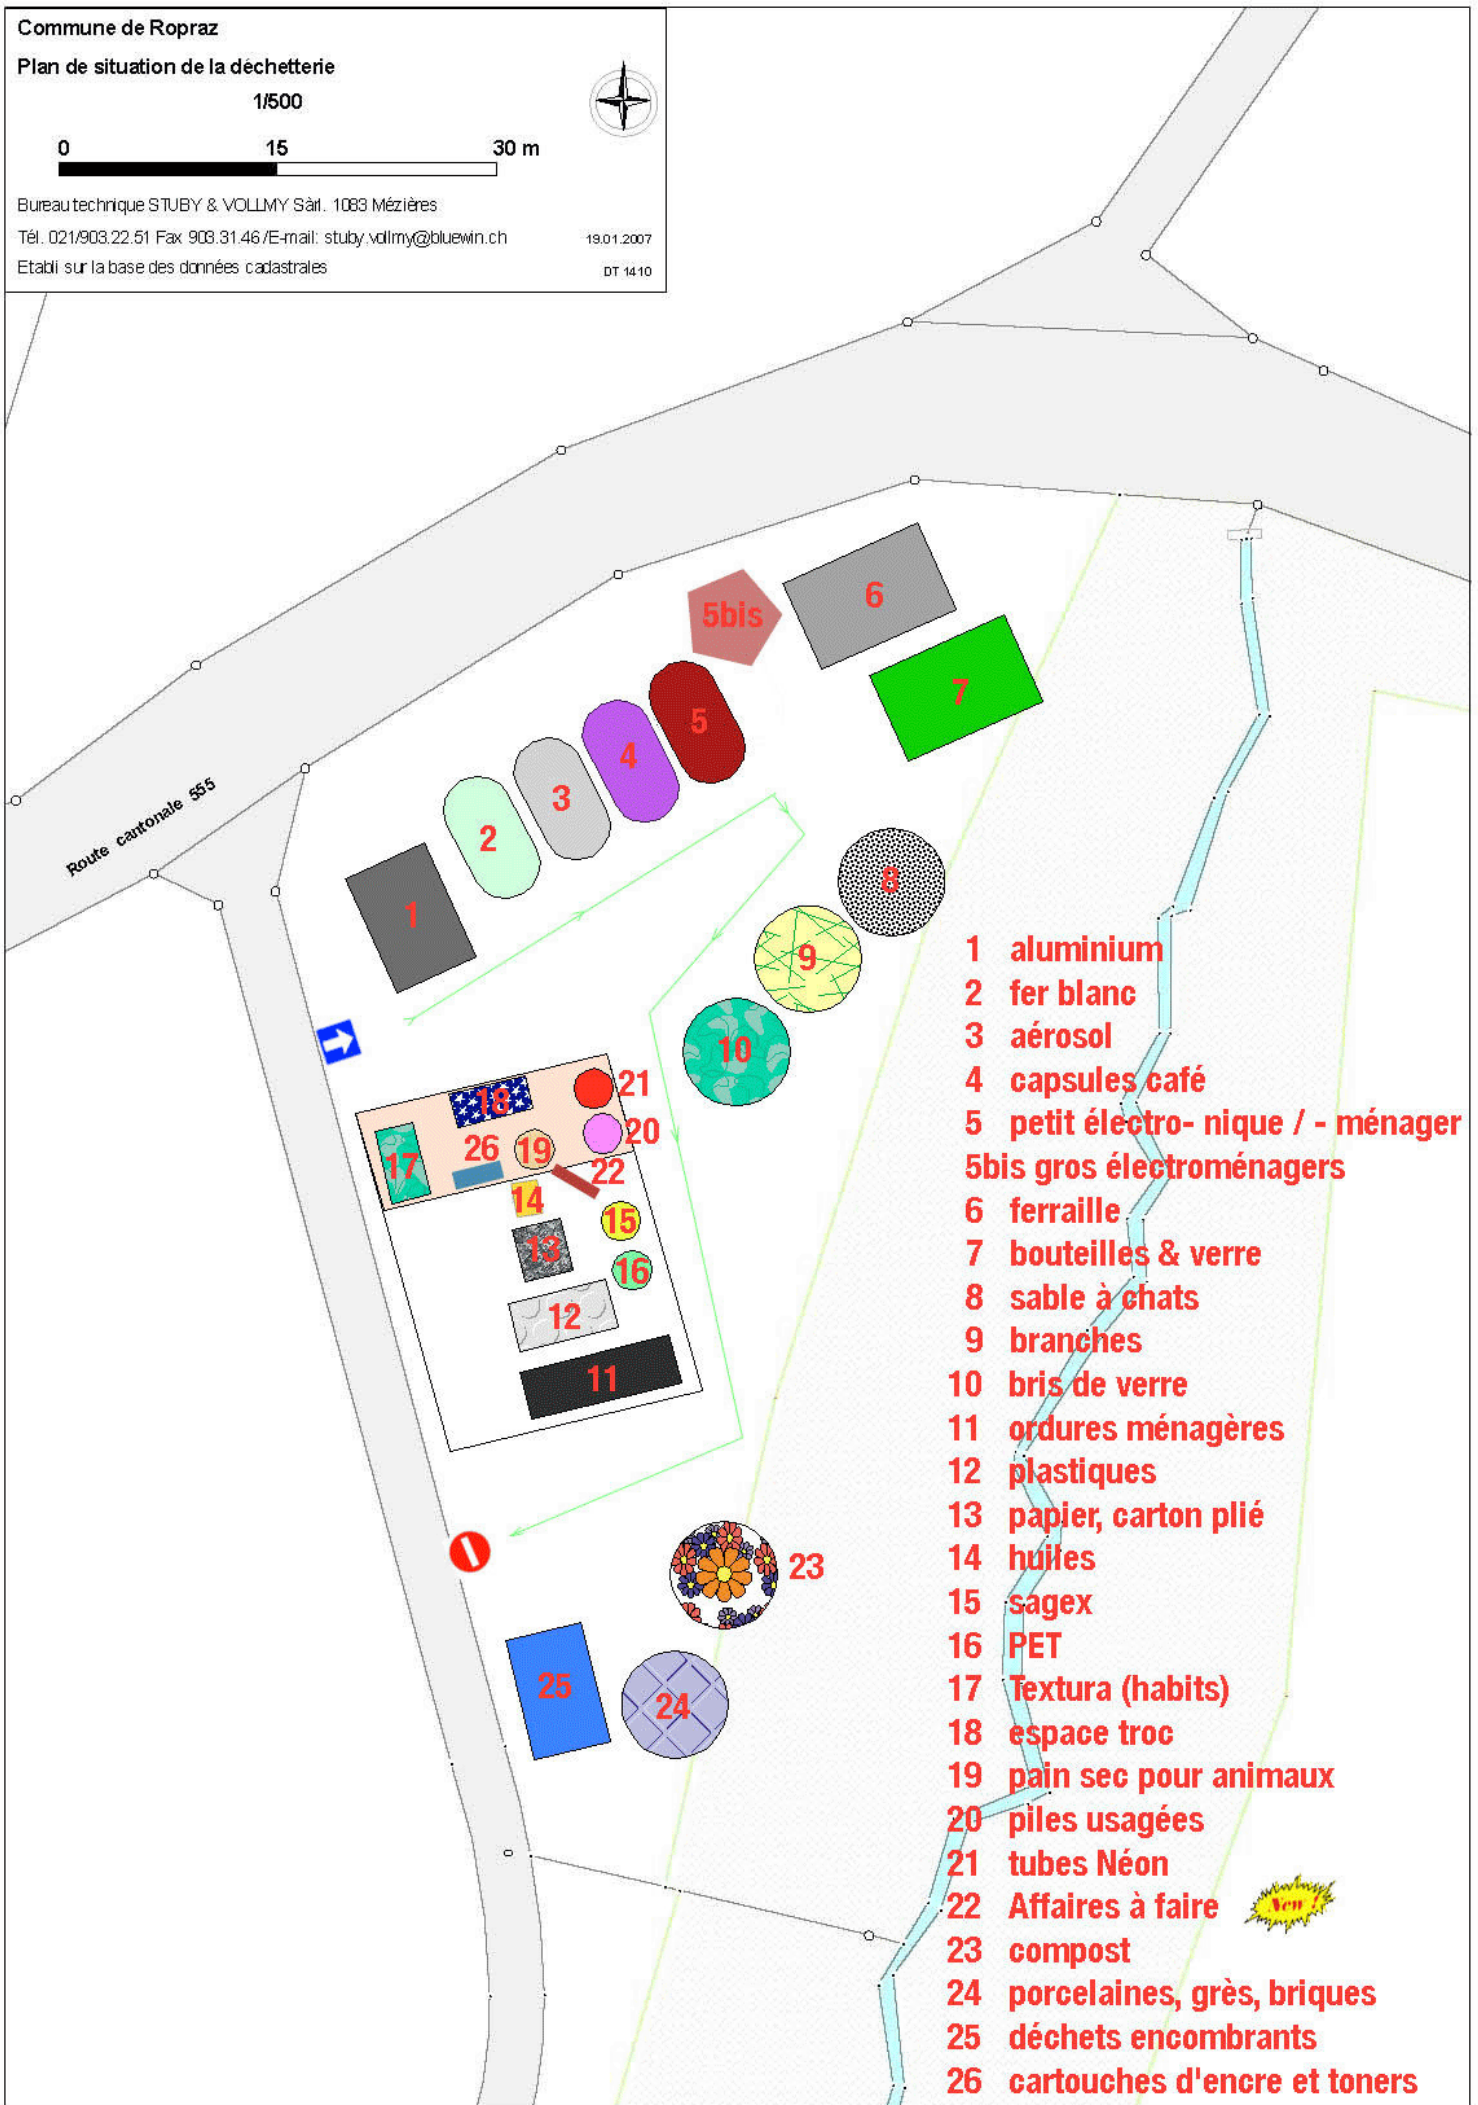 Commune de Ropraz
Plan de situation de la déchetterie
1/500
0 15 30 m
Bureau technique STUBY & VOLLMY Sàrl. 1083 Mézières
Tél. 021/903.22.51 Fax 903.31.46 /E-mail: stuby.vollmy@bluewin.ch 19.01.2007
Etabli sur la base des données cadastrales DT 1410
5bis
6
7
5
4
3
2
1
Route cantonale 555
8
9
10
21
18
20
26
19
17
22
14
15
13
16
12
11
23
25
24
1 aluminium
2 fer blanc
3 aérosol
4 capsules café
5 petit électro- nique / - ménager
5bis gros électroménagers
6 ferraille
7 bouteilles & verre
8 sable à chats
9 branches
10 bris de verre
11 ordures ménagères
12 plastiques
13 papier, carton plié
14 huiles
15 sagex
16 PET
17 Textura (habits)
18 espace troc
19 pain sec pour animaux
20 piles usagées
21 tubes Néon
22 Affaires à faire New !
23 compost
24 porcelaines, grès, briques
25 déchets encombrants
26 cartouches d'encre et toners